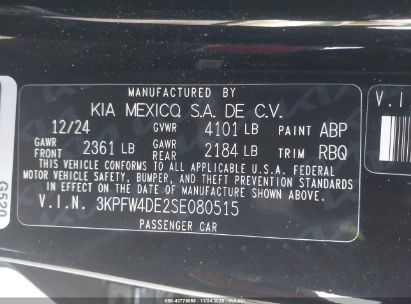 MANUFACTURED BY
KIA MEXICO, S.A. DE C.V.
12/24 GVWR 4101 LB PAINT ABP
GAWR FRONT 2361 LB GAWR REAR 2184 LB TRIM RBQ
THIS VEHICLE CONFORMS TO ALL APPLICABLE U.S.A. FEDERAL
MOTOR VEHICLE SAFETY, BUMPER, AND THEFT PREVENTION STANDARDS
IN EFFECT ON THE DATE OF MANUFACTURE SHOWN ABOVE.
V.I.N. 3KPFW4DE2SE080515
PASSENGER CAR
G520
V.I